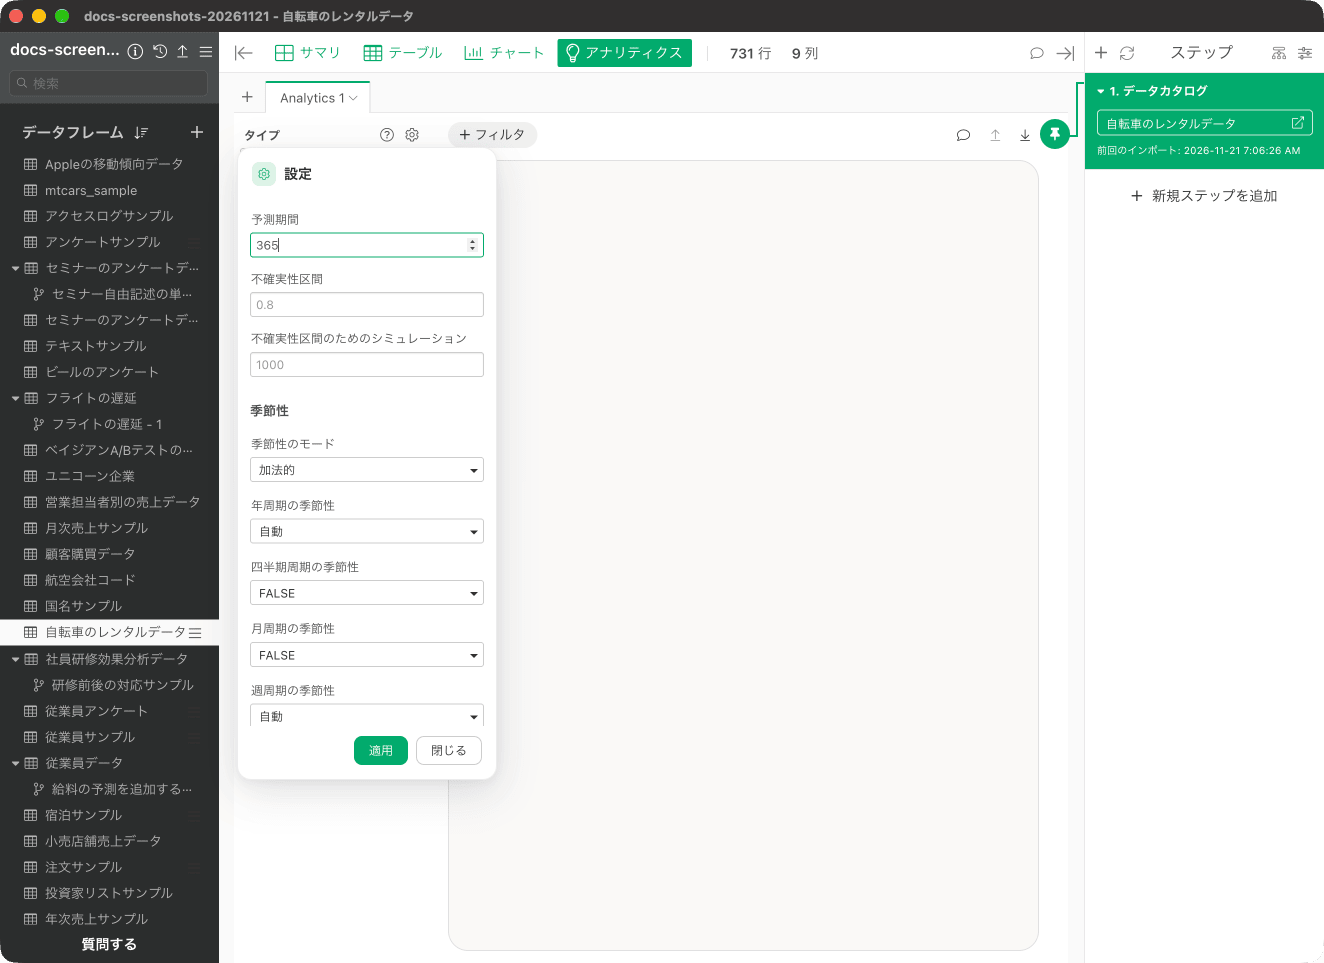 docs-screenshots-20261121 - 自転車のレンタルデータ
docs-screen...
検索
データフレーム
Appleの移動傾向データ
mtcars_sample
アクセスログサンプル
アンケートサンプル
セミナーのアンケートデ...
セミナー自由記述の単...
セミナーのアンケートデ...
テキストサンプル
ビールのアンケート
フライトの遅延
フライトの遅延 - 1
ベイジアンA/Bテストの...
ユニコーン企業
営業担当者別の売上データ
月次売上サンプル
顧客購買データ
航空会社コード
国名サンプル
自転車のレンタルデータ
社員研修効果分析データ
研修前後の対応サンプル
従業員アンケート
従業員サンプル
従業員データ
給料の予測を追加する...
宿泊サンプル
小売店舗売上データ
注文サンプル
投資家リストサンプル
年次売上サンプル
質問する
サマリ
テーブル
チャート
アナリティクス
731 行
9 列
Analytics 1
タイプ
フィルタ
設定
予測期間
365
不確実性区間
0.8
不確実性区間のためのシミュレーション
1000
季節性
季節性のモード
加法的
年周期の季節性
自動
四半期周期の季節性
FALSE
月周期の季節性
FALSE
週周期の季節性
自動
適用
閉じる
ステップ
1. データカタログ
自転車のレンタルデータ
前回のインポート: 2026-11-21 7:06:26 AM
新規ステップを追加